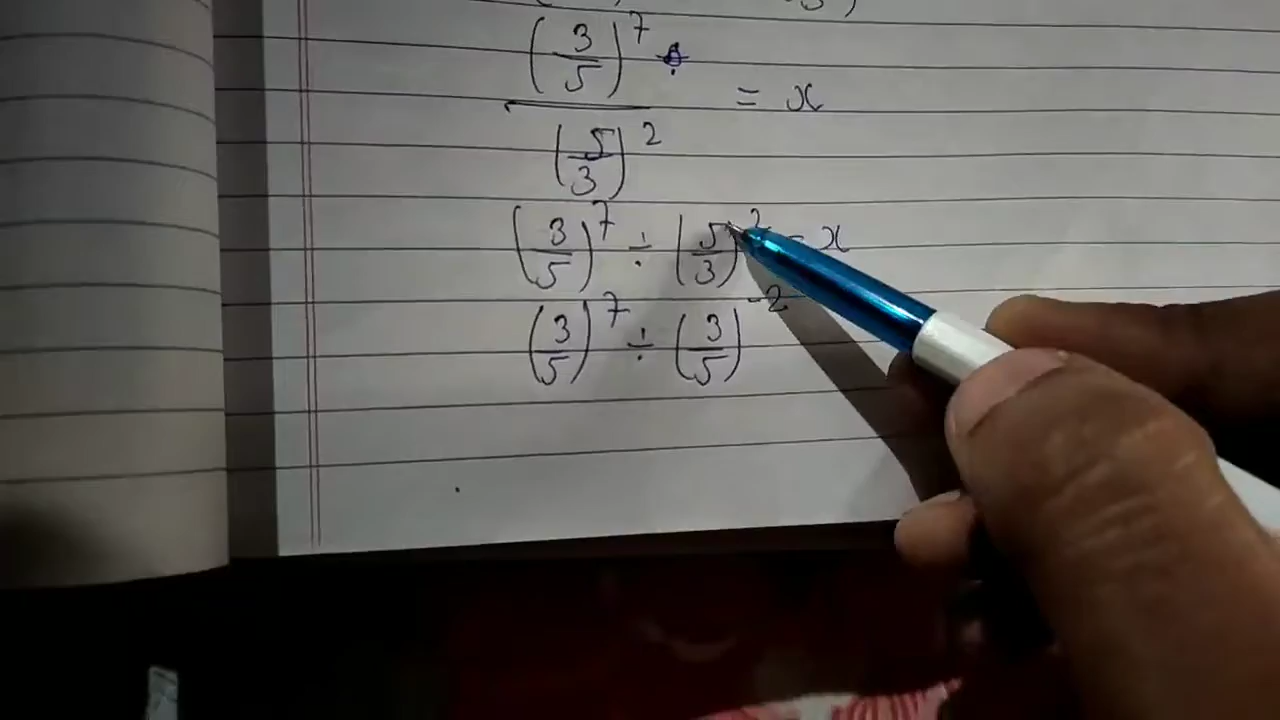 (3/5)^7
——— = x
(5/3)^2
(3/5)^7 ÷ (5/3)^2 = x
(3/5)^7 ÷ (3/5)^-2